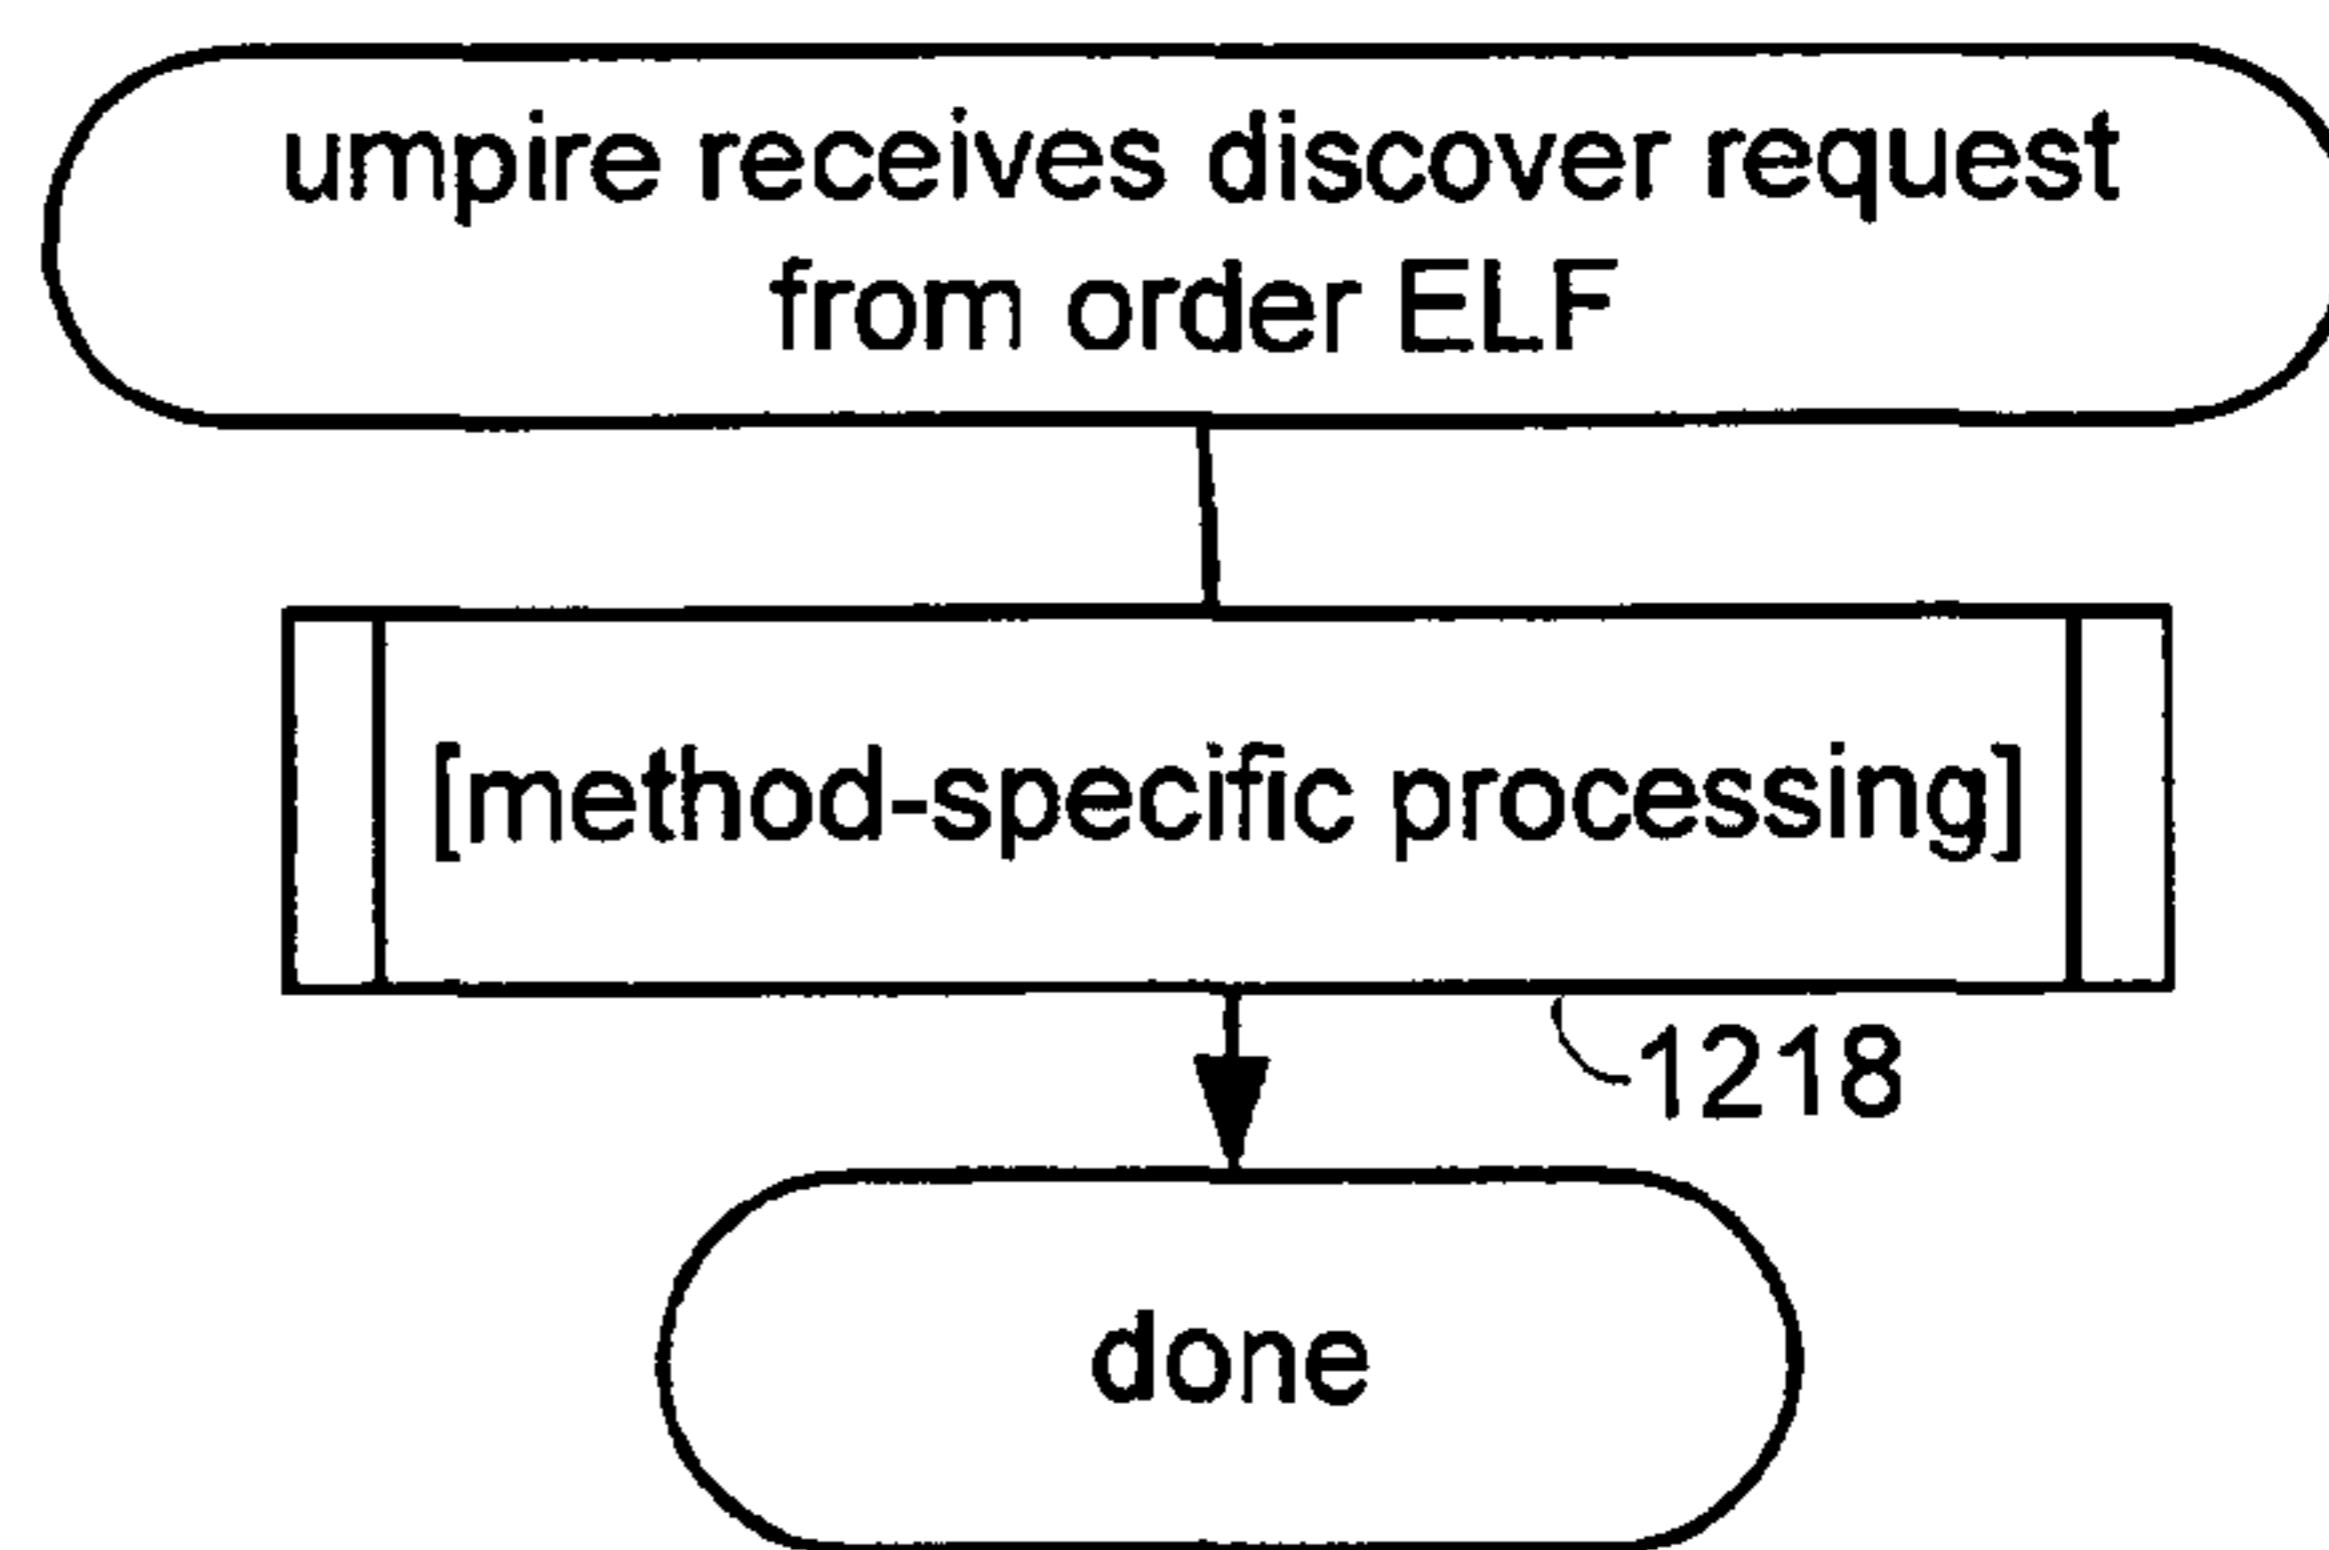 umpire receives discover request
from order ELF
[method-specific processing]
1218
done